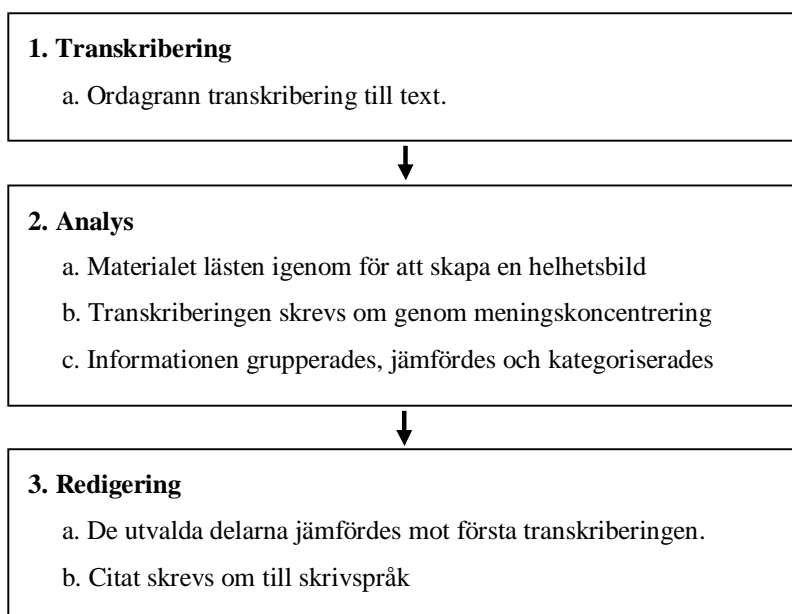 1. Transkribering
a. Ordagrann transkribering till text.
2. Analys
a. Materialet lästen igenom för att skapa en helhetsbild
b. Transkriberingen skrevs om genom meningskoncentrering
c. Informationen grupperades, jämfördes och kategoriserades
3. Redigering
a. De utvalda delarna jämfördes mot första transkriberingen.
b. Citat skrevs om till skrivspråk